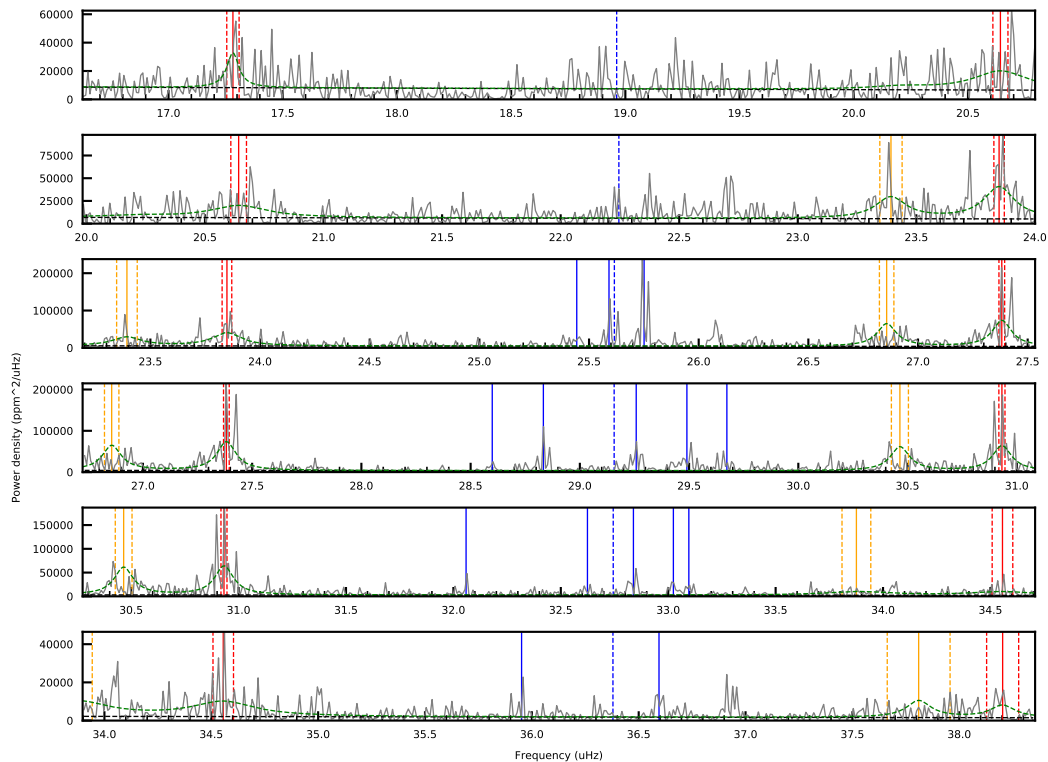 60000
40000
20000
0
17.0 17.5 18.0 18.5 19.0 19.5 20.0 20.5
75000
50000
25000
0
20.0 20.5 21.0 21.5 22.0 22.5 23.0 23.5 24.0
200000
100000
0
23.5 24.0 24.5 25.0 25.5 26.0 26.5 27.0 27.5
Power density (ppm^2/uHz)
200000
100000
0
27.0 27.5 28.0 28.5 29.0 29.5 30.0 30.5 31.0
150000
100000
50000
0
30.5 31.0 31.5 32.0 32.5 33.0 33.5 34.0 34.5
40000
20000
0
34.0 34.5 35.0 35.5 36.0 36.5 37.0 37.5 38.0
Frequency (uHz)